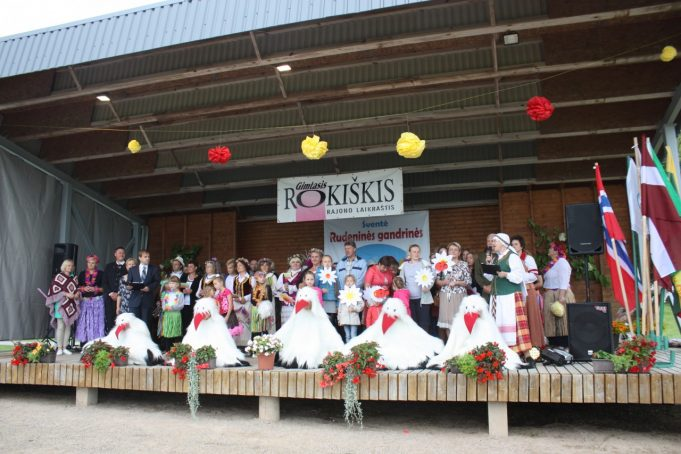 Gimtasis
ROKIŠKIS
RAJONO LAIKRAŠTIS
Šventė
Rudeninės gandrinės